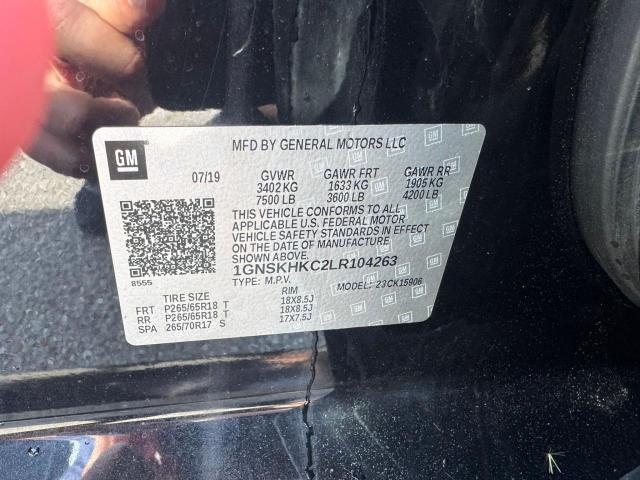 GM
MFD BY GENERAL MOTORS LLC
07/19 GVWR GAWR FRT GAWR RR
3402 KG 1633 KG 1905 KG
7500 LB 3600 LB 4200 LB
THIS VEHICLE CONFORMS TO ALL
APPLICABLE U.S. FEDERAL MOTOR
VEHICLE SAFETY STANDARDS IN EFFECT
ON THE DATE OF MANUFACTURE SHOWN ABOVE.
8555
1GNSKHKC2LR104263
TYPE: M.P.V. MODEL: 23CK15906
TIRE SIZE RIM
FRT P265/65R18 T 18X8.5J
RR P265/65R18 T 18X8.5J
SPA 265/70R17 S 17X7.5J